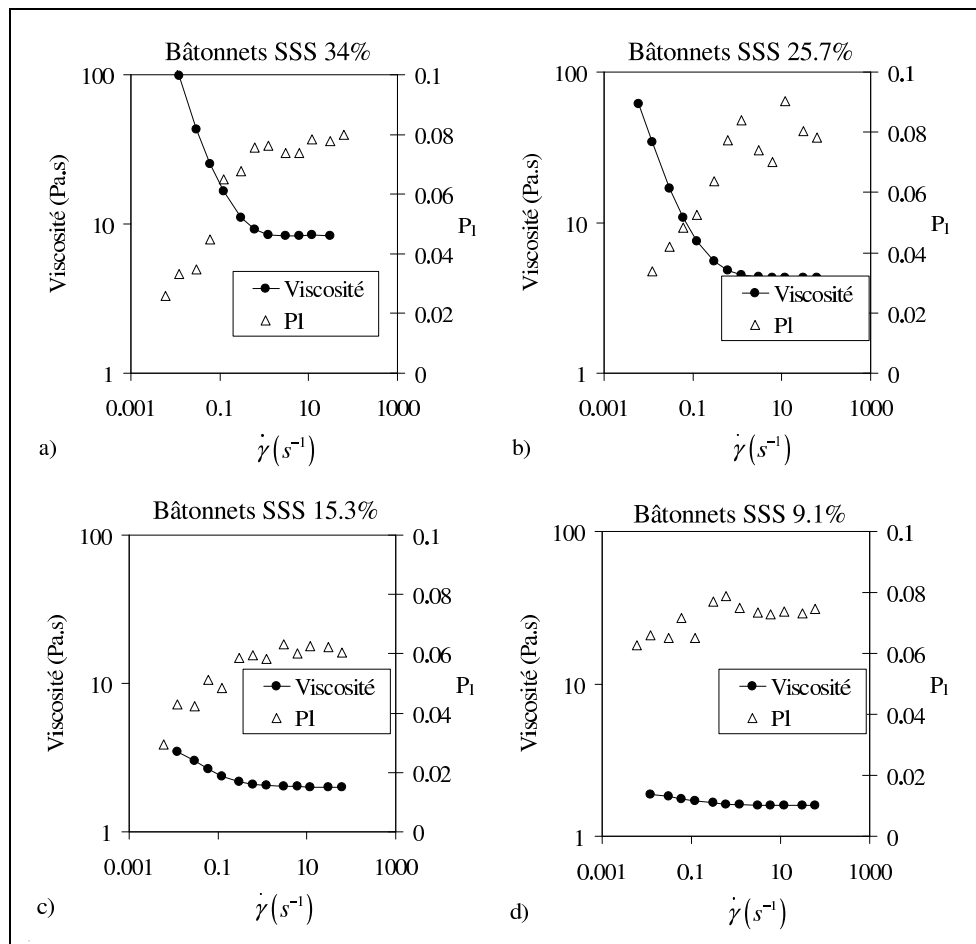 Bâtonnets SSS 34%
Viscosité (Pa.s)
100
10
1
0.1
0.08
0.06
0.04
0.02
0
P₁
Viscosité
Pl
0.001 0.1 10 1000
a)
γ̇ (s⁻¹)
Bâtonnets SSS 25.7%
Viscosité (Pa.s)
100
10
1
0.1
0.08
0.06
0.04
0.02
0
P₁
Viscosité
Pl
0.001 0.1 10 1000
b)
γ̇ (s⁻¹)
Bâtonnets SSS 15.3%
Viscosité (Pa.s)
100
10
1
0.1
0.08
0.06
0.04
0.02
0
P₁
Viscosité
Pl
0.001 0.1 10 1000
c)
γ̇ (s⁻¹)
Bâtonnets SSS 9.1%
Viscosité (Pa.s)
100
10
1
0.1
0.08
0.06
0.04
0.02
0
P₁
Viscosité
Pl
0.001 0.1 10 1000
d)
γ̇ (s⁻¹)